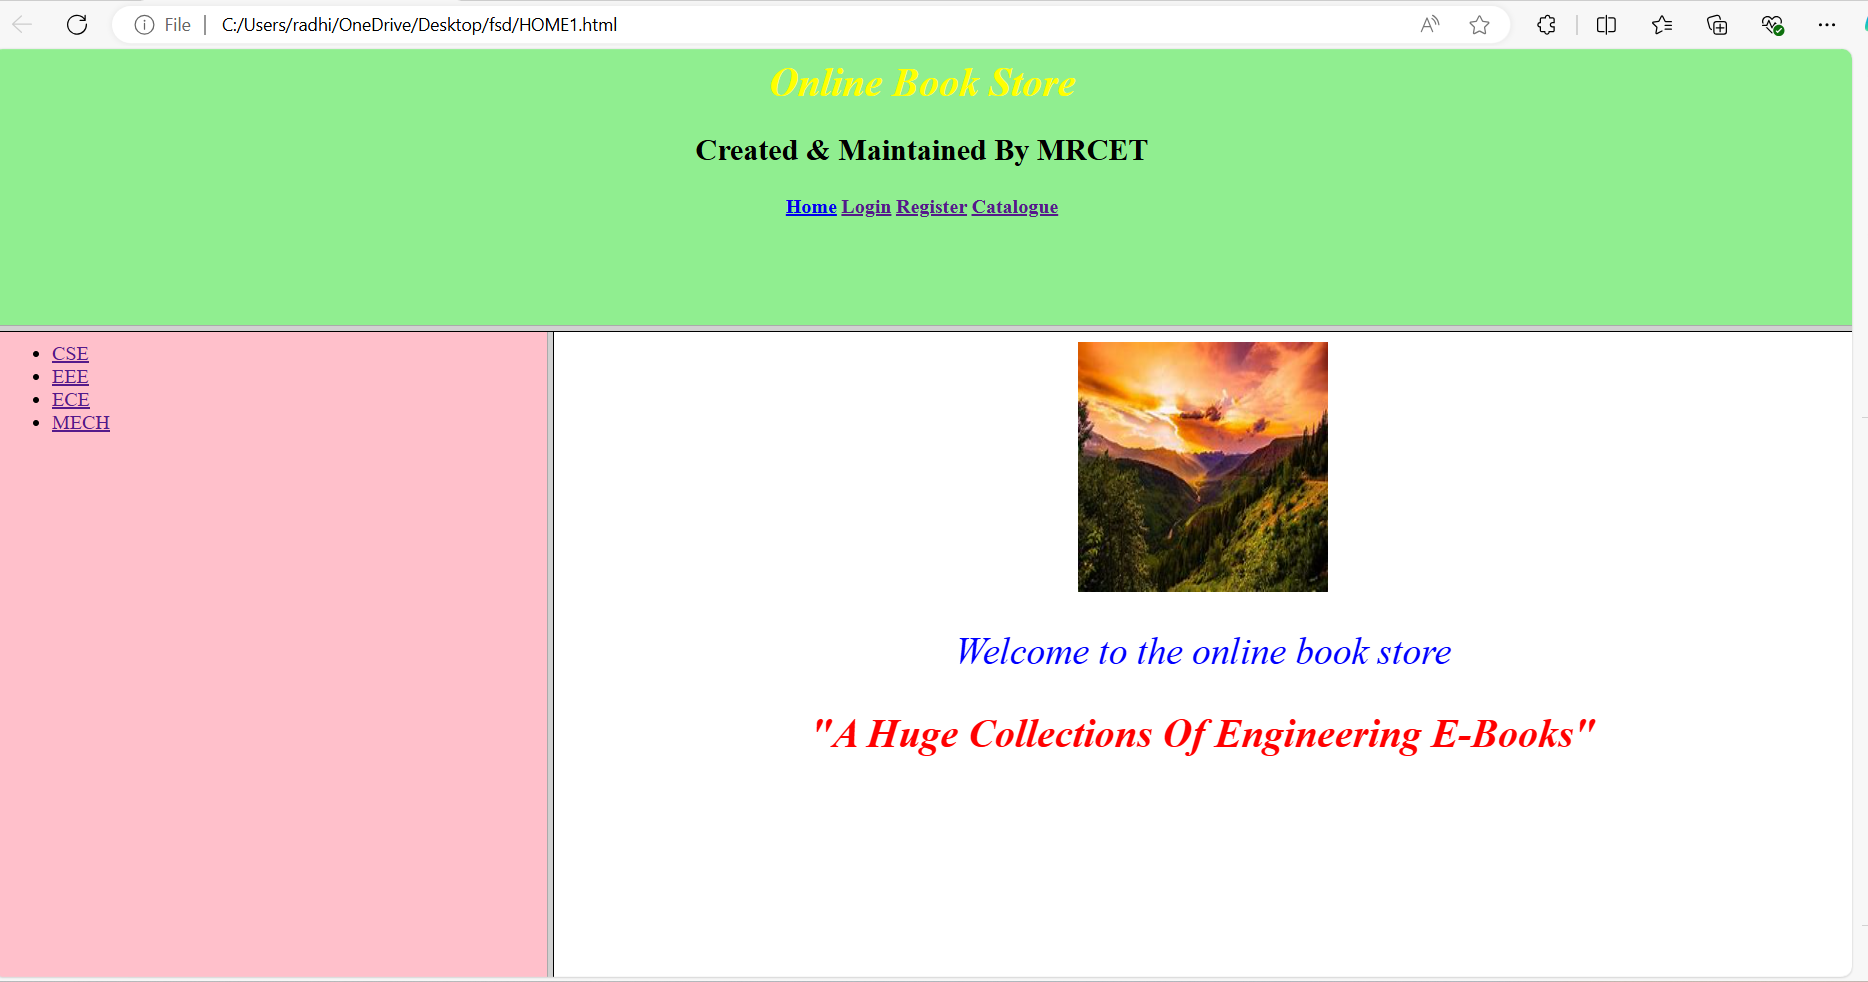 File
C:/Users/radhi/OneDrive/Desktop/fsd/HOME1.html
Online Book Store
Created & Maintained By MRCET
Home Login Register Catalogue
CSE
EEE
ECE
MECH
Welcome to the online book store
"A Huge Collections Of Engineering E-Books"